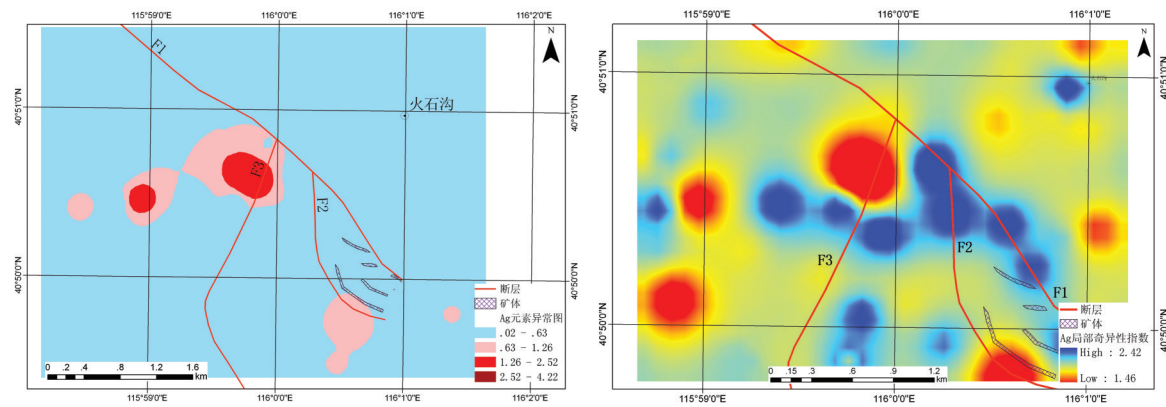 115°59'0"E
116°0'0"E
116°1'0"E
N
F1
40°51'0"N
火石沟
40°51'0"N
F3
F2
40°50'0"N
40°50'0"N
断层
矿体
Ag元素异常图
.02 - .63
.63 - 1.26
1.26 - 2.52
2.52 - 4.22
0 .2 .4 .8 1.2 1.6
km
115°59'0"E
116°0'0"E
116°1'0"E
116°2'0"E
115°59'0"E
116°0'0"E
116°1'0"E
N
40°51'0"N
40°51'0"N
F3
F2
F1
40°50'0"N
40°50'0"N
断层
矿体
Ag局部奇异性指数
High : 2.42
Low : 1.46
0 .15 .3 .6 .9 1.2
km
115°59'0"E
116°0'0"E
116°1'0"E